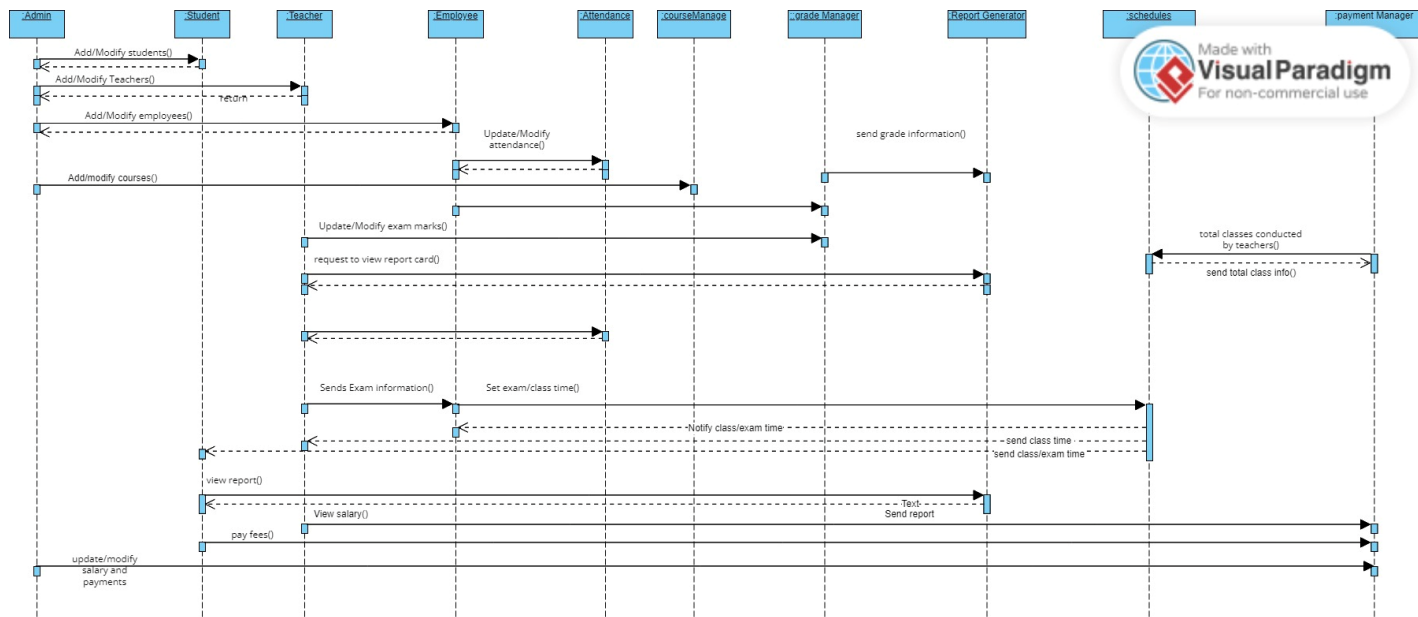 :Admin
:Student
:Teacher
:Employee
:Attendance
:courseManage
:grade Manager
:Report Generator
:schedules
:payment Manager
Made with
Visual Paradigm
For non-commercial use
Add/Modify students()
Add/Modify Teachers()
return
Add/Modify employees()
Update/Modify
attendance()
send grade information()
Add/modify courses()
Update/Modify exam marks()
total classes conducted
by teachers()
request to view report card()
send total class info()
Sends Exam information()
Set exam/class time()
Notify class/exam time
send class time
send class/exam time
view report()
Text
View salary()
Send report
pay fees()
update/modify
salary and
payments